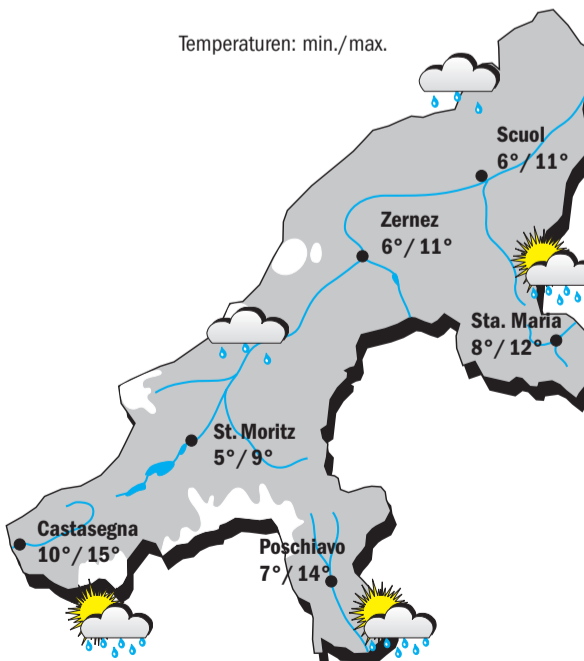 Temperaturen: min./max.
Scuol
6°/ 11°
Zernez
6°/ 11°
Sta. Maria
8°/ 12°
St. Moritz
5°/ 9°
Castasegna
10°/ 15°
Poschiavo
7°/ 14°